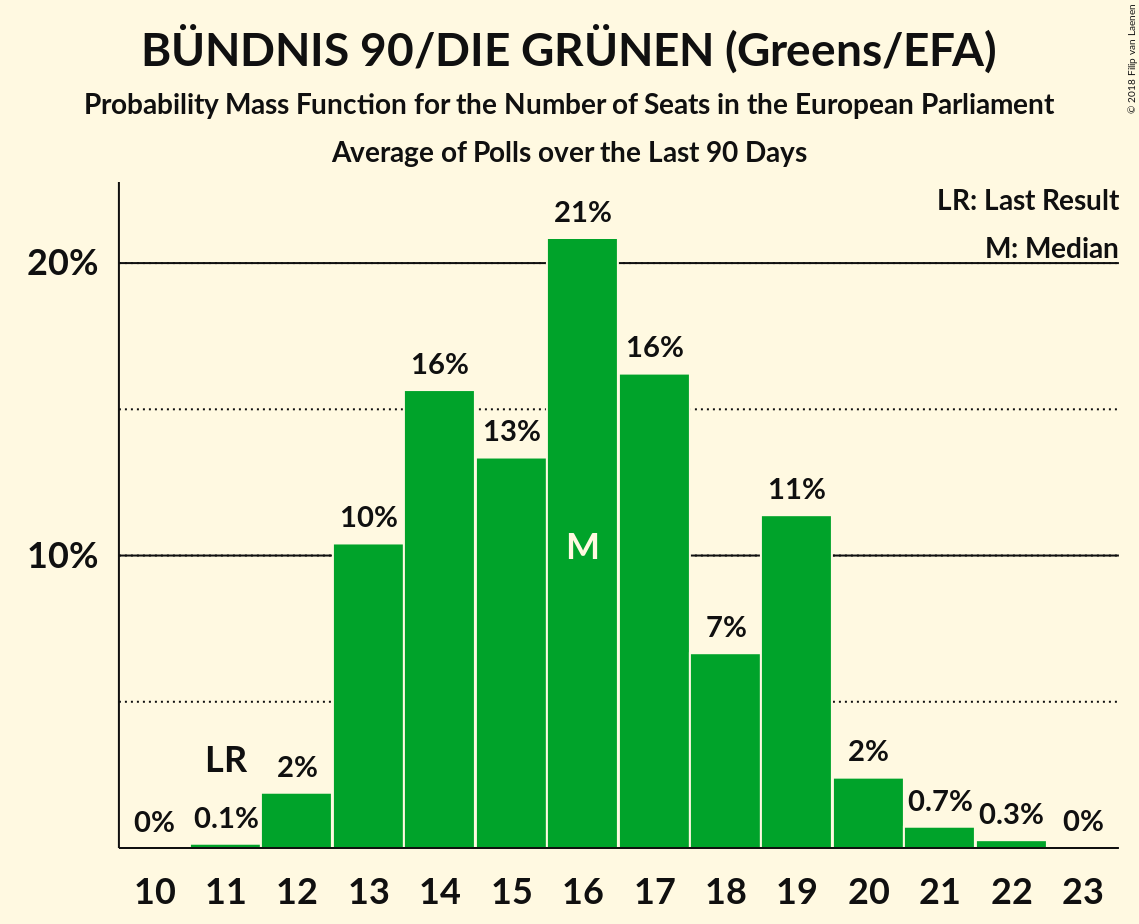 BÜNDNIS 90/DIE GRÜNEN (Greens/EFA)
Probability Mass Function for the Number of Seats in the European Parliament
Average of Polls over the Last 90 Days
© 2018 Filip van Laenen
LR: Last Result
M: Median
20%
10%
0%
0.1%
LR
2%
10%
16%
13%
21%
M
16%
7%
11%
2%
0.7%
0.3%
0%
10 11 12 13 14 15 16 17 18 19 20 21 22 23